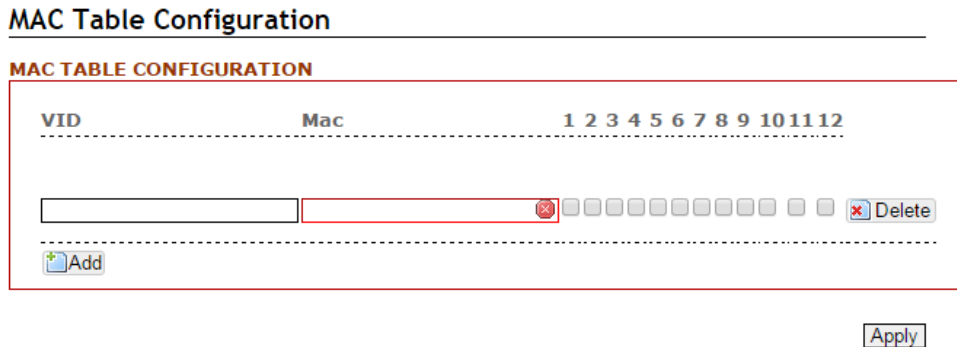 MAC Table Configuration
MAC TABLE CONFIGURATION
VID Mac 1 2 3 4 5 6 7 8 9 10 11 12
Delete
Add
Apply